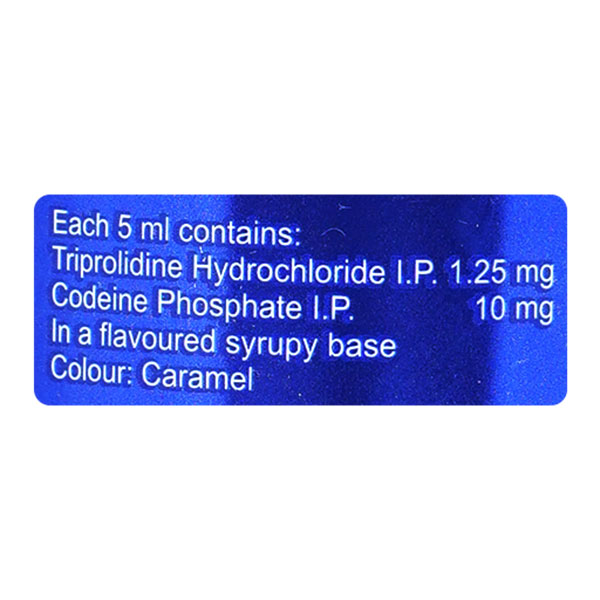 Each 5 ml contains:
Triprolidine Hydrochloride I.P. 1.25 mg
Codeine Phosphate I.P. 10 mg
In a flavoured syrupy base
Colour: Caramel